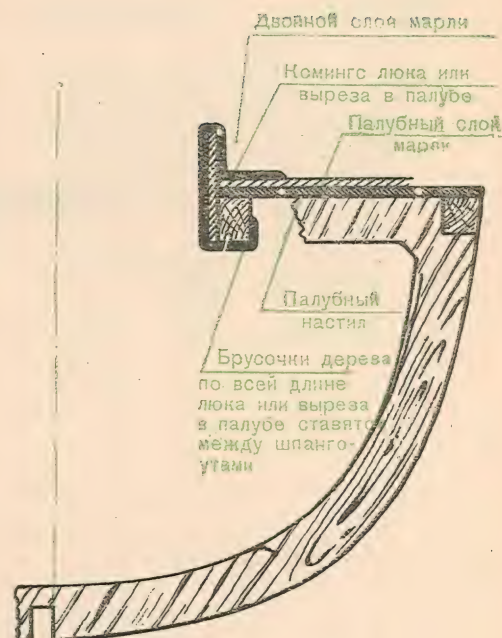 Двойной слой марли
Комингс люка или
выреза в палубе
Палубный слой
марли
Палубный
настил
Брусочки дерева
по всей длине
люка или выреза
в палубе ставятся
между шпанго-
утами